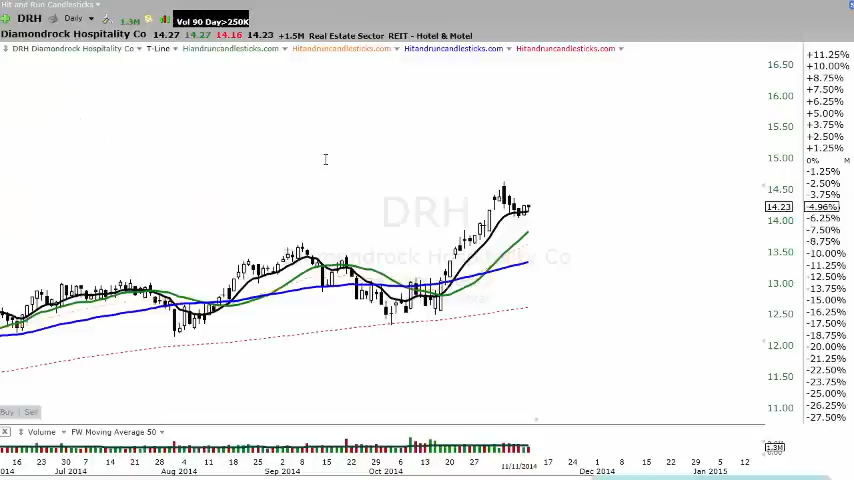 Hit and Run Candlesticks
DRH Daily 1.3M Vol 90 Day>250K
Diamondrock Hospitality Co 14.27 14.27 14.16 14.23 +1.5M Real Estate Sector REIT - Hotel & Motel
DRH Diamondrock Hospitality Co T-Line Hiandruncandlesticks.com Hitandruncandlesticks.com Hitandruncandlesticks.com Hitandruncandlesticks.com
+11.25%
16.50 +10.00%
+8.75%
16.00 +7.50%
+6.25%
15.50 +5.00%
+3.75%
+2.50%
+1.25%
15.00 0% M
-1.25%
14.50 -2.50%
-3.75%
14.23 -4.96%
14.00 -6.25%
-7.50%
-8.75%
13.50 -10.00%
-11.25%
-12.50%
13.00 -13.75%
-15.00%
-16.25%
12.50 -17.50%
-18.75%
12.00 -20.00%
-21.25%
-22.50%
11.50 -23.75%
-25.00%
11.00 -26.25%
-27.50%
DRH
Diamondrock Hospitality Co
Buy Sell
Volume FW Moving Average 50
1.3M
16 23 30 7 14 21 28 4 11 18 25 2 8 15 22 29 6 13 20 27 11/11/2014 17 24 1 8 15 22 29 5 12
2014 Jul 2014 Aug 2014 Sep 2014 Oct 2014 Dec 2014 Jan 2015